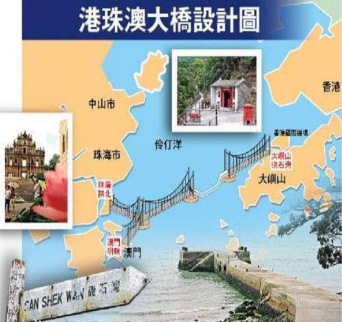 港珠澳大橋設計圖
香港
中山市
香港國際機場
伶仃洋
珠海市
大嶼山
㪐石灣
大嶼山
珠海
拱北
澳門
明珠
澳門
SAN SHEK WAN 㪐石灣